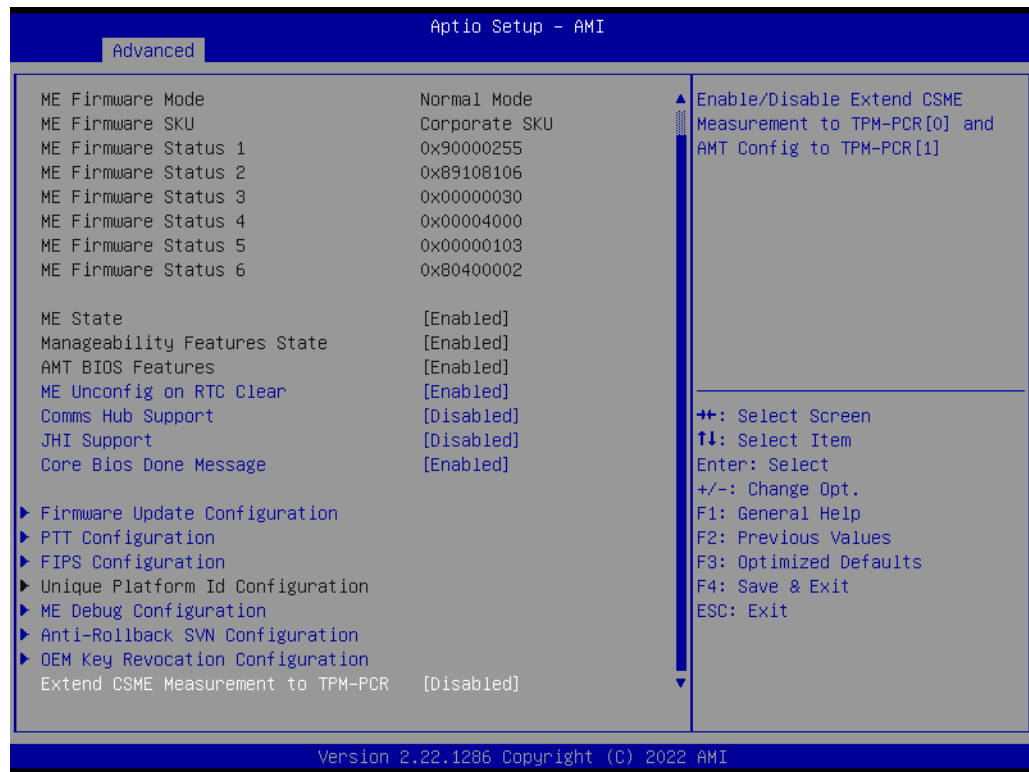 Aptio Setup – AMI
Advanced
ME Firmware Mode Normal Mode
ME Firmware SKU Corporate SKU
ME Firmware Status 1 0x90000255
ME Firmware Status 2 0x89108106
ME Firmware Status 3 0x00000030
ME Firmware Status 4 0x00004000
ME Firmware Status 5 0x00000103
ME Firmware Status 6 0x80400002
ME State [Enabled]
Manageability Features State [Enabled]
AMT BIOS Features [Enabled]
ME Unconfig on RTC Clear [Enabled]
Comms Hub Support [Disabled]
JHI Support [Disabled]
Core Bios Done Message [Enabled]
Firmware Update Configuration
PTT Configuration
FIPS Configuration
Unique Platform Id Configuration
ME Debug Configuration
Anti-Rollback SVN Configuration
OEM Key Revocation Configuration
Extend CSME Measurement to TPM-PCR [Disabled]
Enable/Disable Extend CSME
Measurement to TPM-PCR[0] and
AMT Config to TPM-PCR[1]
→←: Select Screen
↑↓: Select Item
Enter: Select
+/-: Change Opt.
F1: General Help
F2: Previous Values
F3: Optimized Defaults
F4: Save & Exit
ESC: Exit
Version 2.22.1286 Copyright (C) 2022 AMI